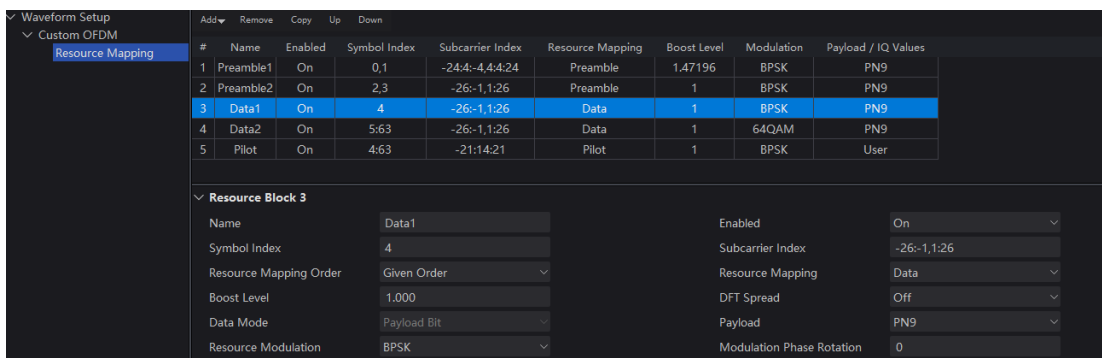 Waveform Setup
Custom OFDM
Resource Mapping
Add Remove Copy Up Down
# Name Enabled Symbol Index Subcarrier Index Resource Mapping Boost Level Modulation Payload / IQ Values
1 Preamble1 On 0,1 -24:4:-4,4:4:24 Preamble 1.47196 BPSK PN9
2 Preamble2 On 2,3 -26:-1,1:26 Preamble 1 BPSK PN9
3 Data1 On 4 -26:-1,1:26 Data 1 BPSK PN9
4 Data2 On 5:63 -26:-1,1:26 Data 1 64QAM PN9
5 Pilot On 4:63 -21:14:21 Pilot 1 BPSK User
Resource Block 3
Name Data1 Enabled On
Symbol Index 4 Subcarrier Index -26:-1,1:26
Resource Mapping Order Given Order Resource Mapping Data
Boost Level 1.000 DFT Spread Off
Data Mode Payload Bit Payload PN9
Resource Modulation BPSK Modulation Phase Rotation 0